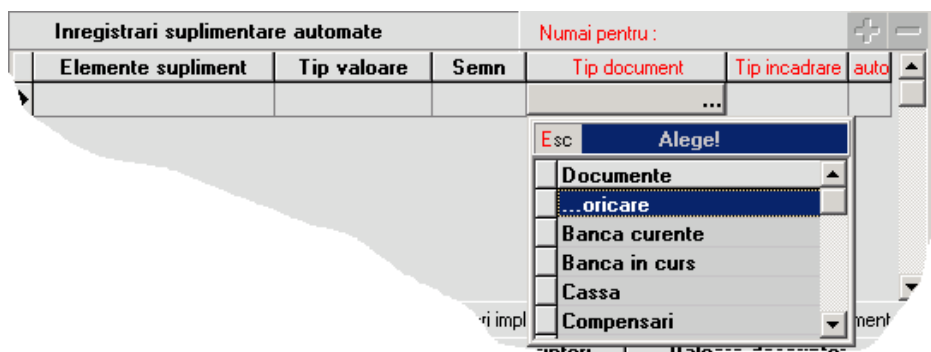 Inregistrari suplimentare automate Numai pentru :
Elemente supliment Tip valoare Semn Tip document Tip incadrare auto
...
Esc Alege!
Documente
...oricare
Banca curente
Banca in curs
Cassa
Compensari